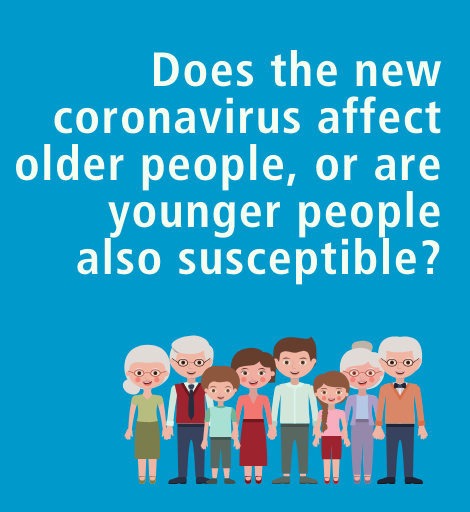 Does the new
coronavirus affect
older people, or are
younger people
also susceptible?